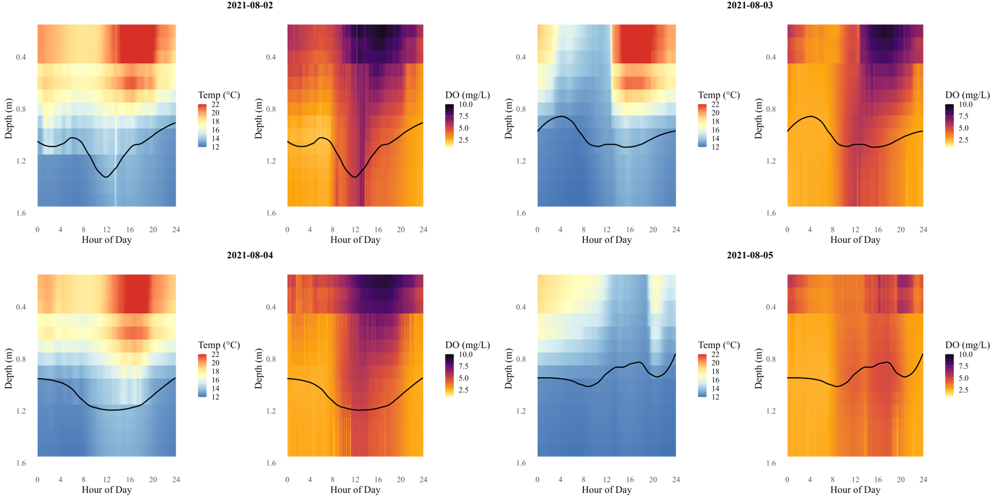 2021-08-02
2021-08-03
Depth (m)
0.4
0.8
1.2
1.6
0 4 8 12 16 20 24
Hour of Day
Temp (°C)
22
20
18
16
14
12
Depth (m)
0.4
0.8
1.2
1.6
0 4 8 12 16 20 24
Hour of Day
DO (mg/L)
10.0
7.5
5.0
2.5
Depth (m)
0.4
0.8
1.2
1.6
0 4 8 12 16 20 24
Hour of Day
Temp (°C)
22
20
18
16
14
12
Depth (m)
0.4
0.8
1.2
1.6
0 4 8 12 16 20 24
Hour of Day
DO (mg/L)
10.0
7.5
5.0
2.5
2021-08-04
2021-08-05
Depth (m)
0.4
0.8
1.2
1.6
0 4 8 12 16 20 24
Hour of Day
Temp (°C)
22
20
18
16
14
12
Depth (m)
0.4
0.8
1.2
1.6
0 4 8 12 16 20 24
Hour of Day
DO (mg/L)
10.0
7.5
5.0
2.5
Depth (m)
0.4
0.8
1.2
1.6
0 4 8 12 16 20 24
Hour of Day
Temp (°C)
22
20
18
16
14
12
Depth (m)
0.4
0.8
1.2
1.6
0 4 8 12 16 20 24
Hour of Day
DO (mg/L)
10.0
7.5
5.0
2.5